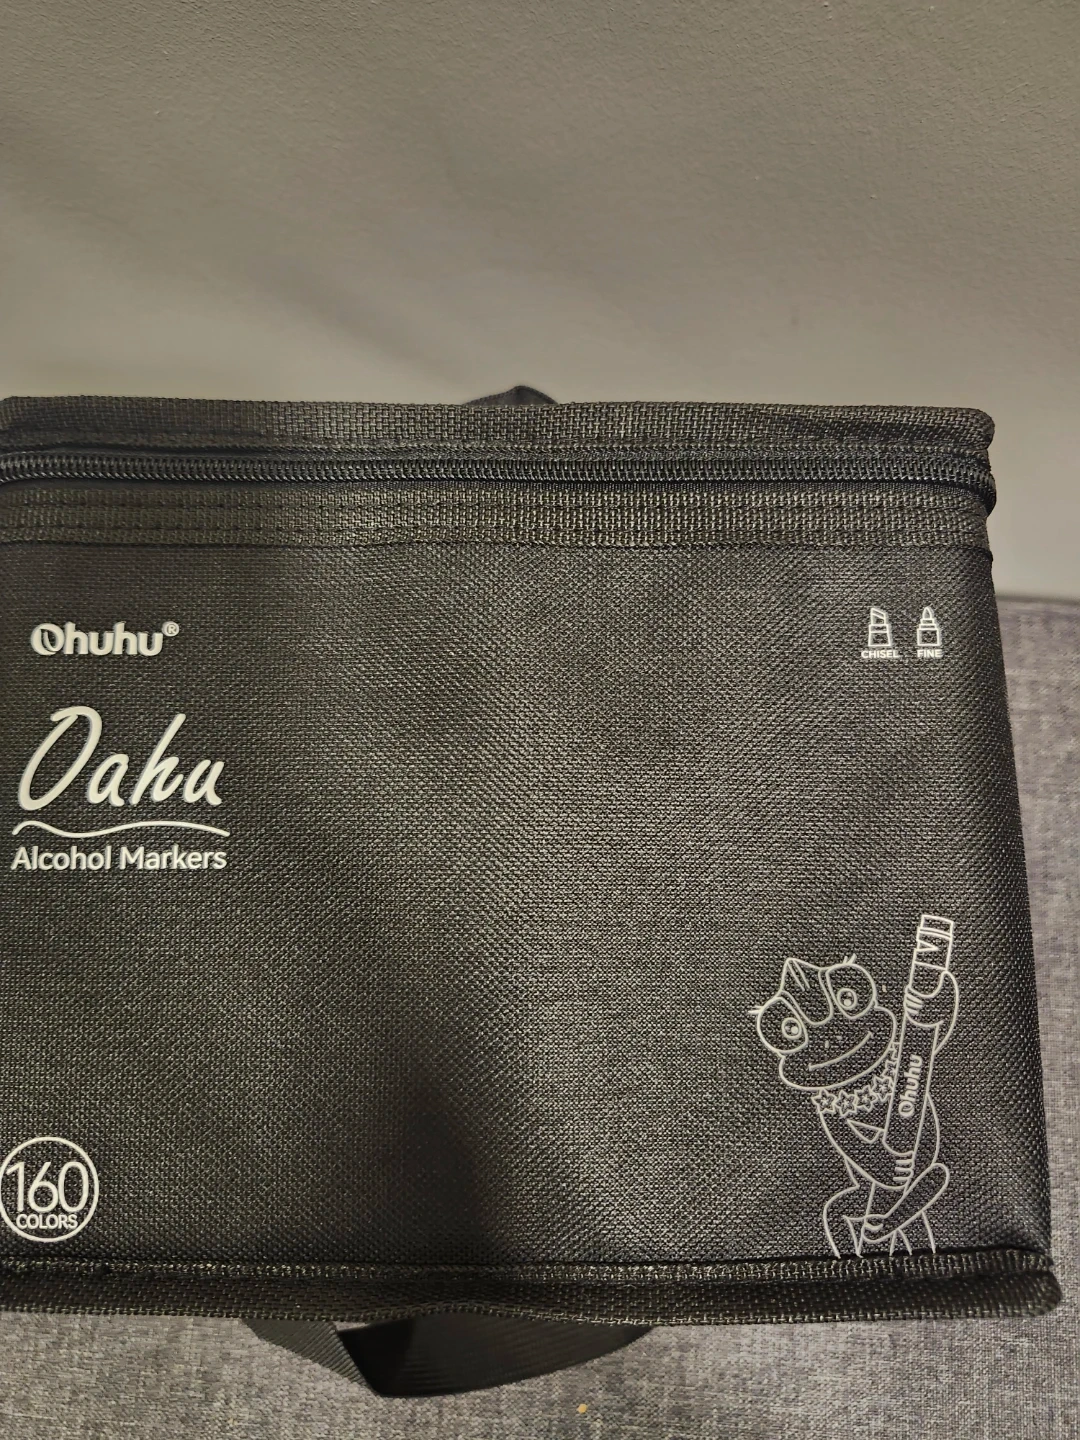 Ohuhu®
CHISEL FINE
Oahu
Alcohol Markers
Ohuhu
160
COLORS